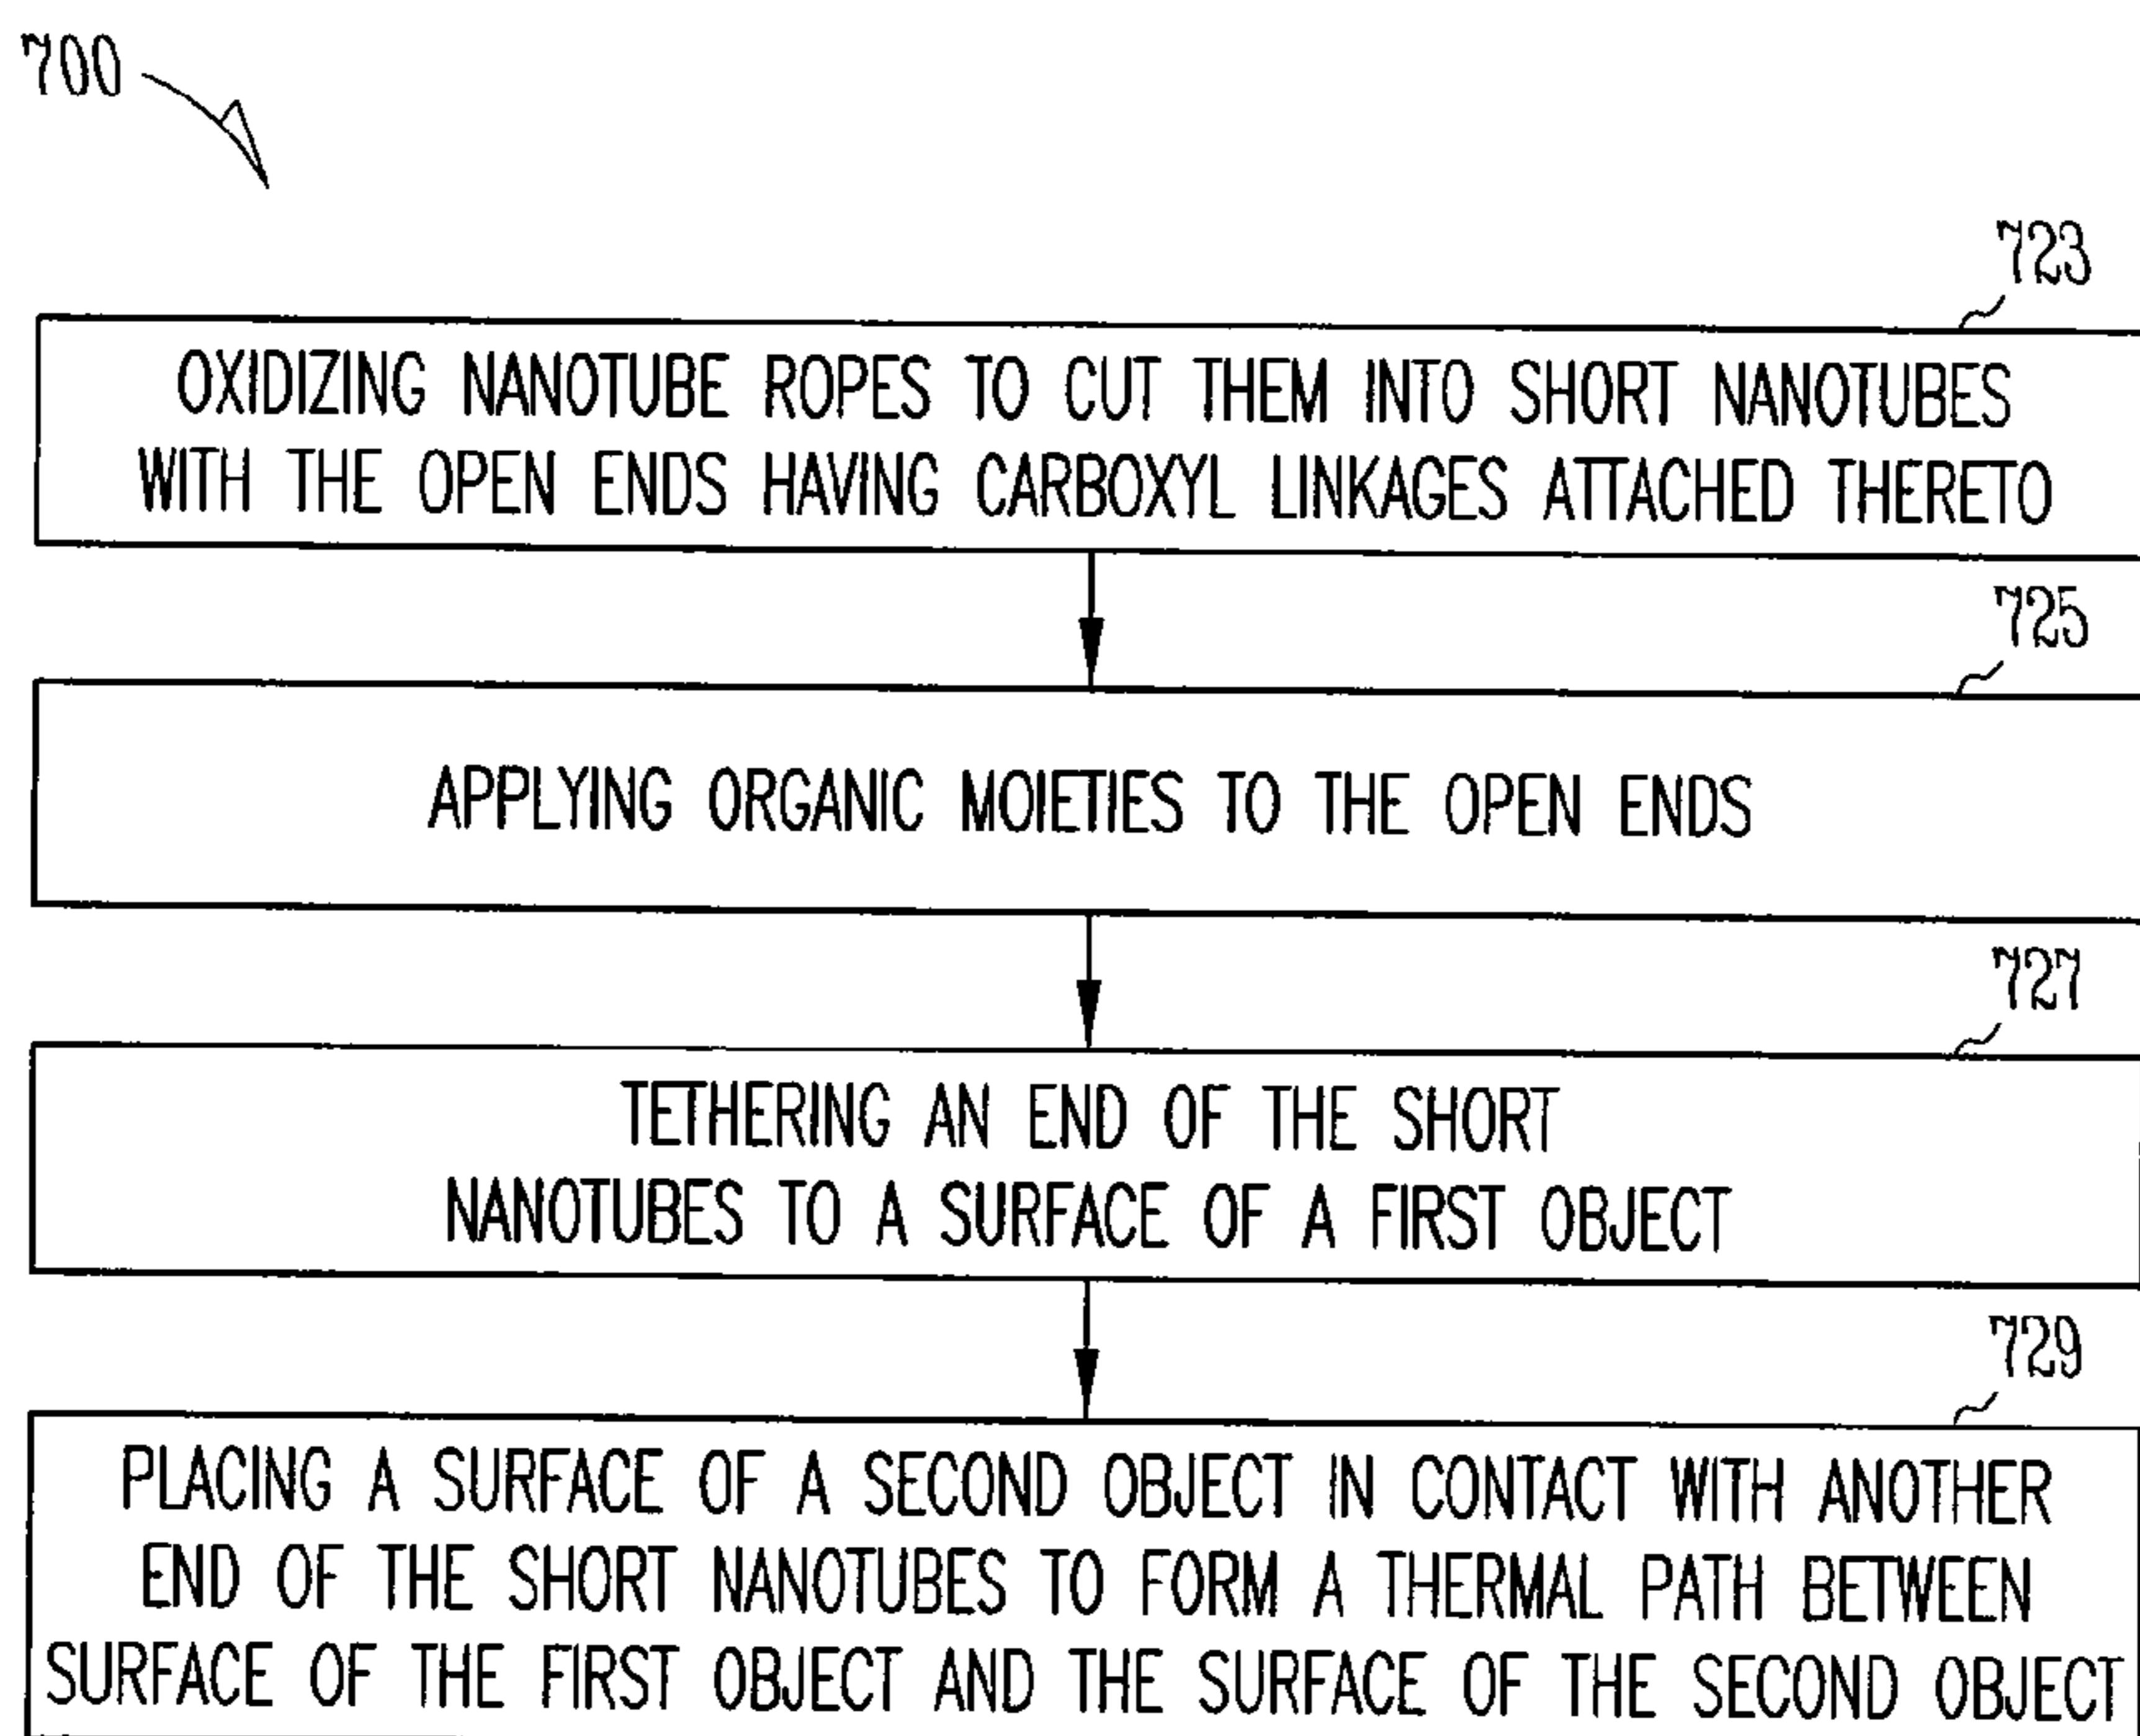 700
723
OXIDIZING NANOTUBE ROPES TO CUT THEM INTO SHORT NANOTUBES
WITH THE OPEN ENDS HAVING CARBOXYL LINKAGES ATTACHED THERETO
725
APPLYING ORGANIC MOIETIES TO THE OPEN ENDS
727
TETHERING AN END OF THE SHORT
NANOTUBES TO A SURFACE OF A FIRST OBJECT
729
PLACING A SURFACE OF A SECOND OBJECT IN CONTACT WITH ANOTHER
END OF THE SHORT NANOTUBES TO FORM A THERMAL PATH BETWEEN
SURFACE OF THE FIRST OBJECT AND THE SURFACE OF THE SECOND OBJECT